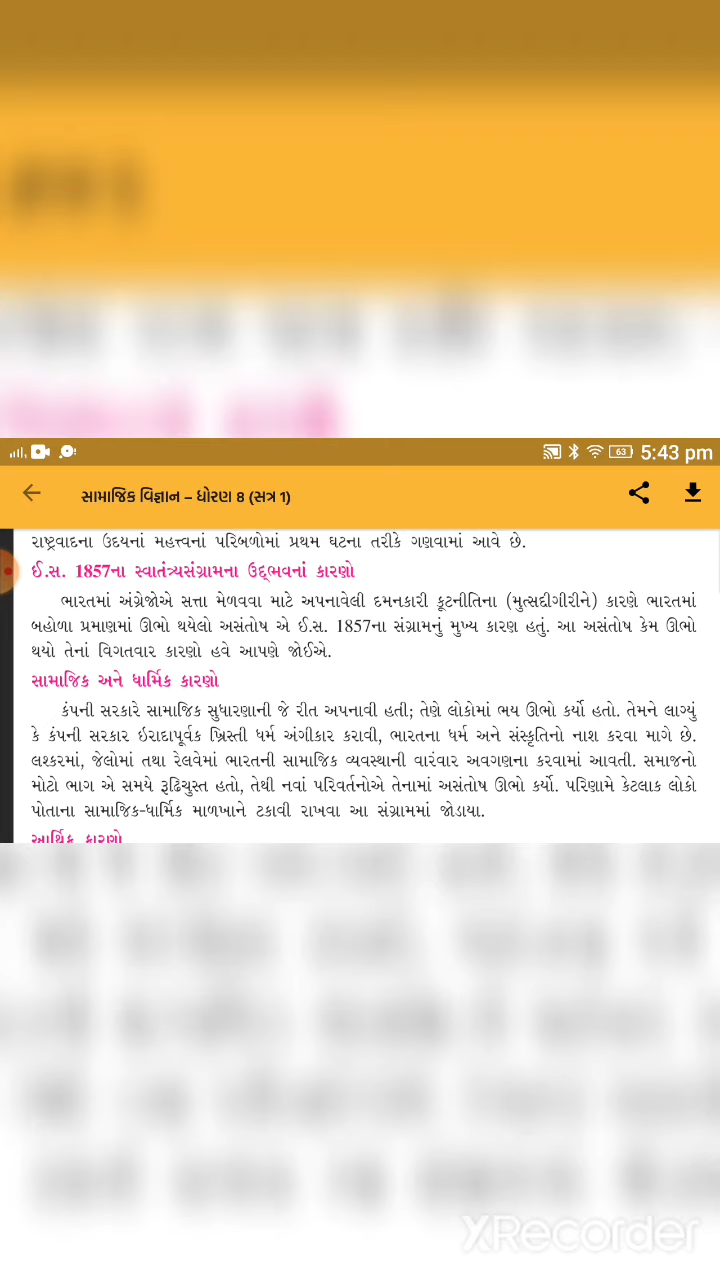 5:43 pm
63
સામાજિક વિજ્ઞાન – ધોરણ 8 (સત્ર 1)
રાષ્ટ્રવાદના ઉદયનાં મહત્ત્વનાં પરિબળોમાં પ્રથમ ઘટના તરીકે ગણવામાં આવે છે.
ઈ.સ. 1857ના સ્વાતંત્ર્યસંગ્રામના ઉદ્ભવનાં કારણો
ભારતમાં અંગ્રેજોએ સત્તા મેળવવા માટે અપનાવેલી દમનકારી કૂટનીતિના (મુત્સદ્દીગીરીને) કારણે ભારતમાં
બહોળા પ્રમાણમાં ઊભો થયેલો અસંતોષ એ ઈ.સ. 1857ના સંગ્રામનું મુખ્ય કારણ હતું. આ અસંતોષ કેમ ઊભો
થયો તેનાં વિગતવાર કારણો હવે આપણે જોઈએ.
સામાજિક અને ધાર્મિક કારણો
કંપની સરકારે સામાજિક સુધારણાની જે રીત અપનાવી હતી; તેણે લોકોમાં ભય ઊભો કર્યો હતો. તેમને લાગ્યું
કે કંપની સરકાર ઇરાદાપૂર્વક ખ્રિસ્તી ધર્મ અંગીકાર કરાવી, ભારતના ધર્મ અને સંસ્કૃતિનો નાશ કરવા માગે છે.
લશ્કરમાં, જેલોમાં તથા રેલવેમાં ભારતની સામાજિક વ્યવસ્થાની વારંવાર અવગણના કરવામાં આવતી. સમાજનો
મોટો ભાગ એ સમયે રૂઢિચુસ્ત હતો, તેથી નવાં પરિવર્તનોએ તેનામાં અસંતોષ ઊભો કર્યો. પરિણામે કેટલાક લોકો
પોતાના સામાજિક-ધાર્મિક માળખાને ટકાવી રાખવા આ સંગ્રામમાં જોડાયા.
આર્થિક કારણો
XRecorder